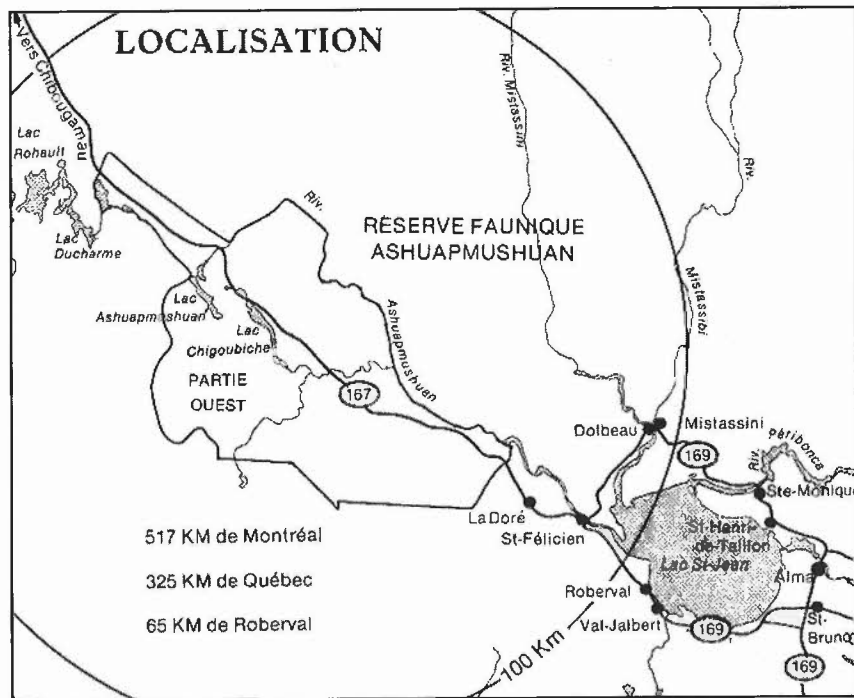 LOCALISATION
Vers Chibougamau
Lac
Rohault
Lac
Ducharme
Lac
Ashuapmushuan
Lac
Chigoubiche
PARTIE
OUEST
Riv.
Ashuapmushuan
RÉSERVE FAUNIQUE
ASHUAPMUSHUAN
Riv. Mistassini
Riv.
Mistassibi
167
Dolbeau
Mistassini
169
Riv.
Péribonca
Ste-Monique
La Doré
St-Félicien
St-Henri-
de-Taillon
Lac St-Jean
Alma
Roberval
Val-Jalbert
169
St-
Bruno
169
100 Km
517 KM de Montréal
325 KM de Québec
65 KM de Roberval